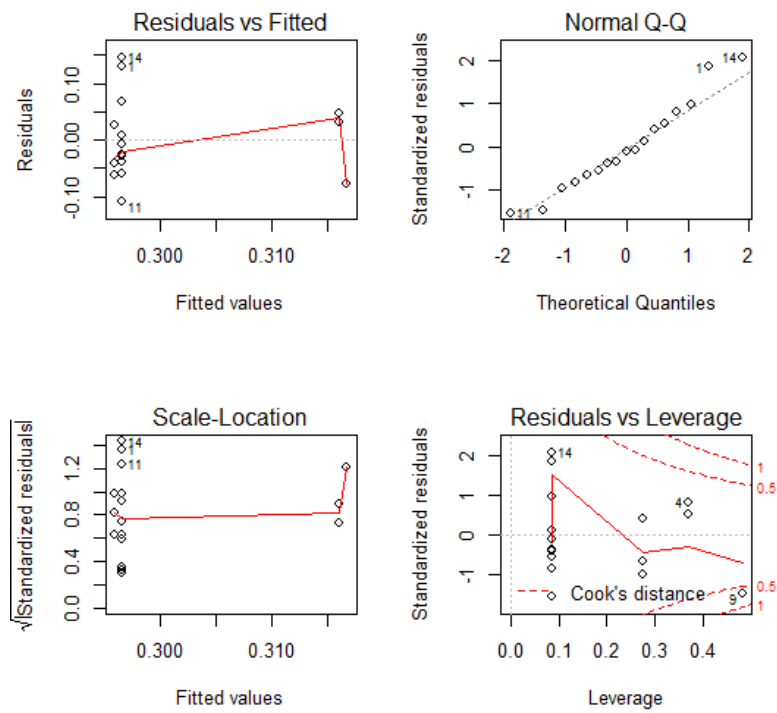 Residuals vs Fitted
Residuals
0.10
0.00
-0.10
14
1
11
0.300 0.310
Fitted values
Normal Q-Q
Standardized residuals
2
1
0
-1
1
14
11
-2 -1 0 1 2
Theoretical Quantiles
Scale-Location
√|Standardized residuals|
1.2
0.8
0.4
0.0
14
1
11
0.300 0.310
Fitted values
Residuals vs Leverage
Standardized residuals
2
1
0
-1
14
4
9
1
0.5
0.5
1
Cook's distance
0.0 0.1 0.2 0.3 0.4
Leverage